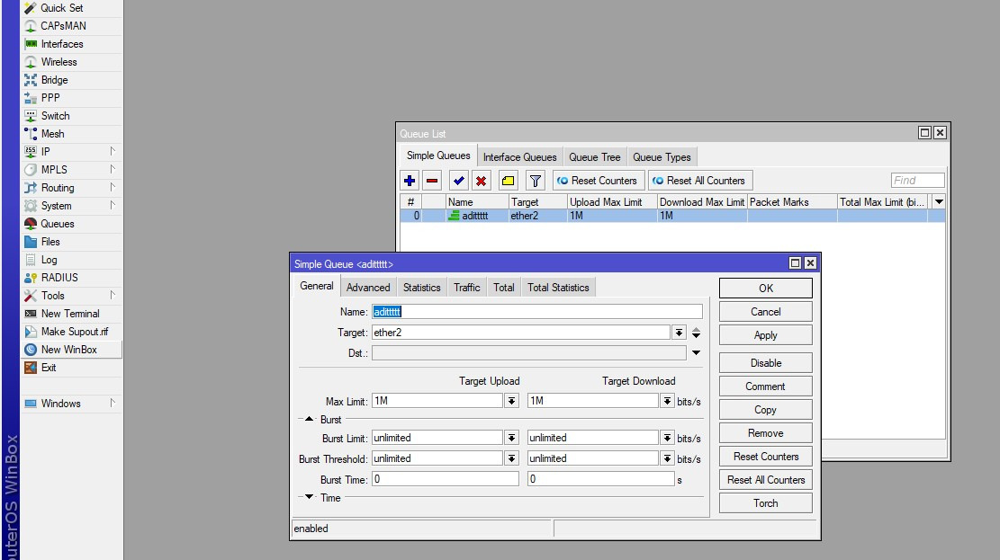 Quick Set
CAPsMAN
Interfaces
Wireless
Bridge
PPP
Switch
Mesh
IP
MPLS
Routing
System
Queues
Files
Log
RADIUS
Tools
New Terminal
Make Supout.rif
New WinBox
Exit
Windows
uterOS WinBox
Queue List
Simple Queues Interface Queues Queue Tree Queue Types
Reset Counters Reset All Counters Find
# Name Target Upload Max Limit Download Max Limit Packet Marks Total Max Limit (bi...
0 adittttt ether2 1M 1M
Simple Queue <adittttt>
General Advanced Statistics Traffic Total Total Statistics
Name: adittttt
Target: ether2
Dst.:
Target Upload Target Download
Max Limit: 1M 1M bits/s
Burst
Burst Limit: unlimited unlimited bits/s
Burst Threshold: unlimited unlimited bits/s
Burst Time: 0 0 s
Time
enabled
OK
Cancel
Apply
Disable
Comment
Copy
Remove
Reset Counters
Reset All Counters
Torch